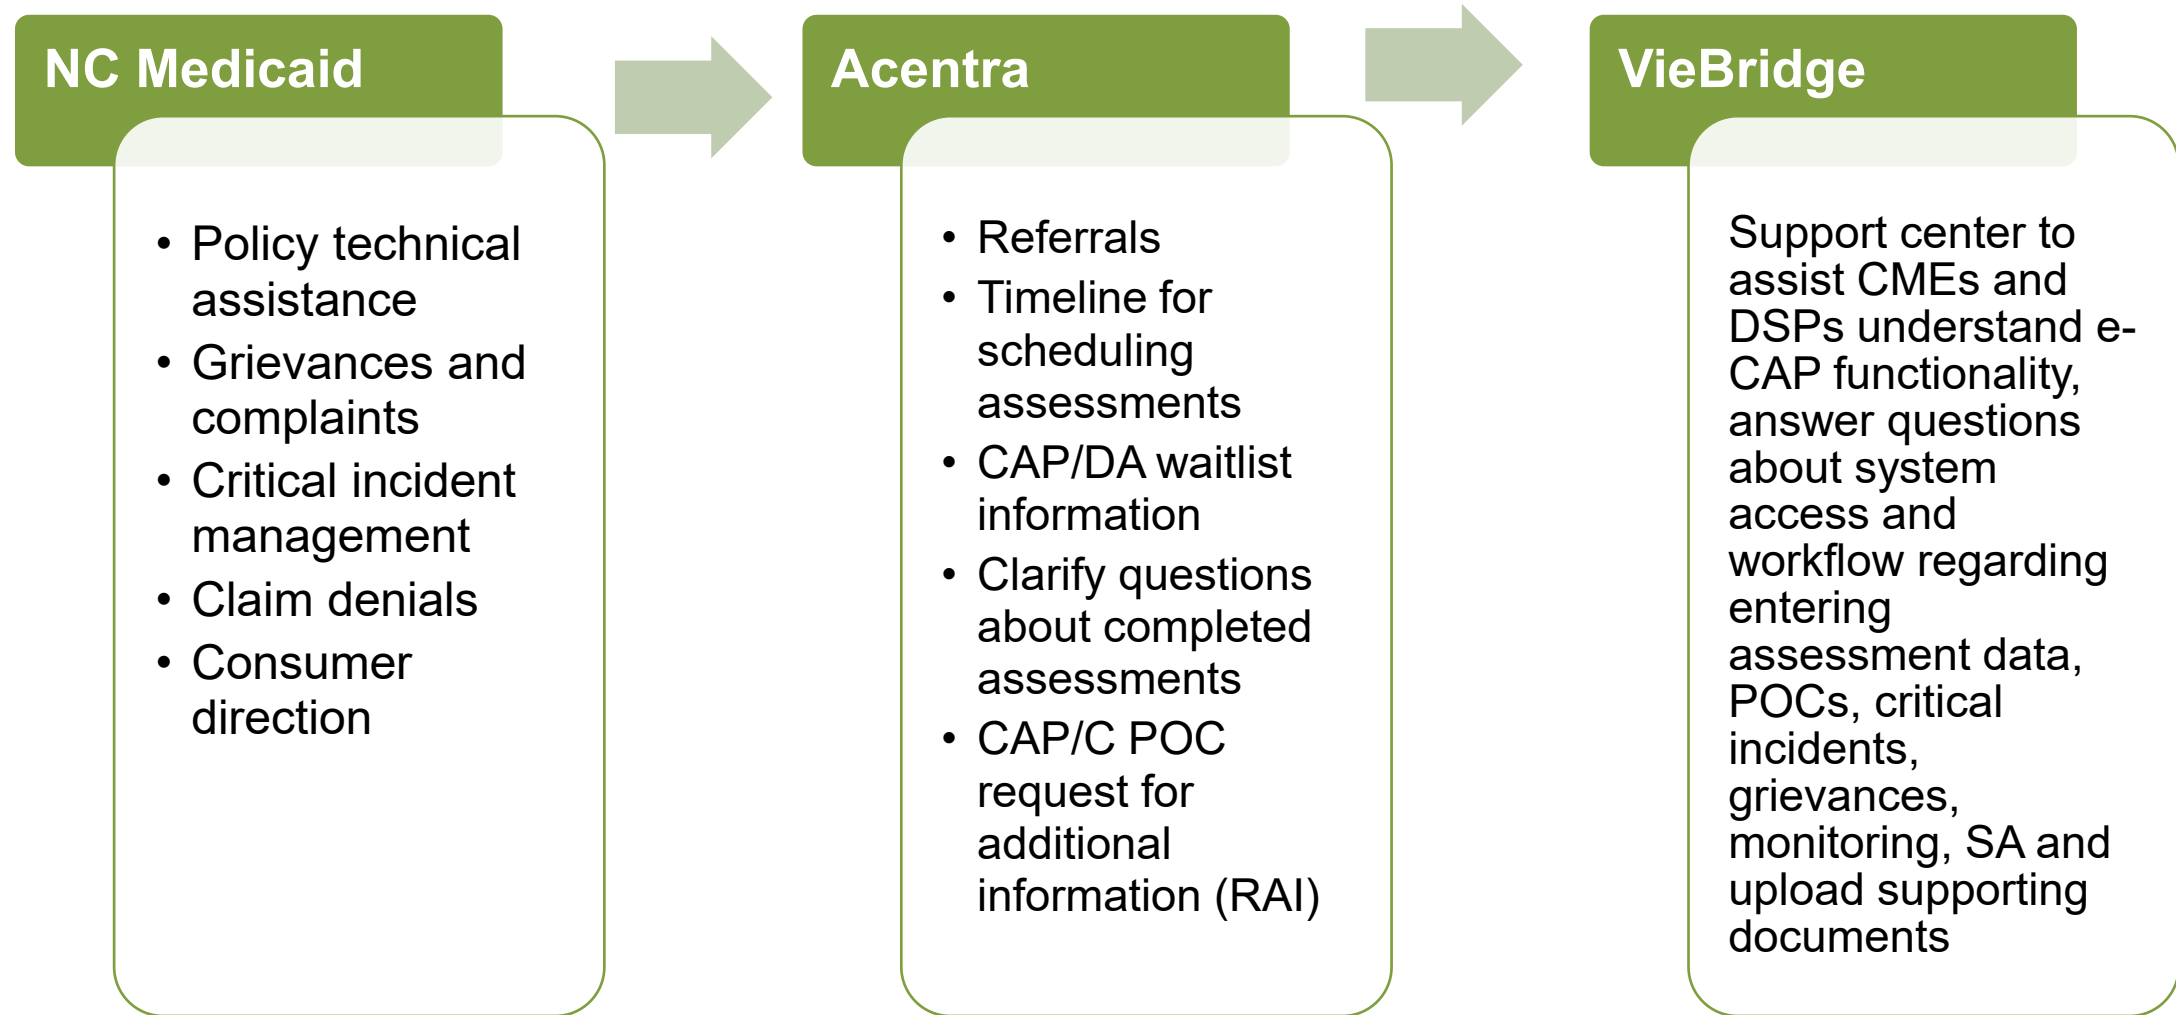 NC Medicaid
• Policy technical
assistance
• Grievances and
complaints
• Critical incident
management
• Claim denials
• Consumer
direction
Acentra
• Referrals
• Timeline for
scheduling
assessments
• CAP/DA waitlist
information
• Clarify questions
about completed
assessments
• CAP/C POC
request for
additional
information (RAI)
VieBridge
Support center to
assist CMEs and
DSPs understand e-
CAP functionality,
answer questions
about system
access and
workflow regarding
entering
assessment data,
POCs, critical
incidents,
grievances,
monitoring, SA and
upload supporting
documents